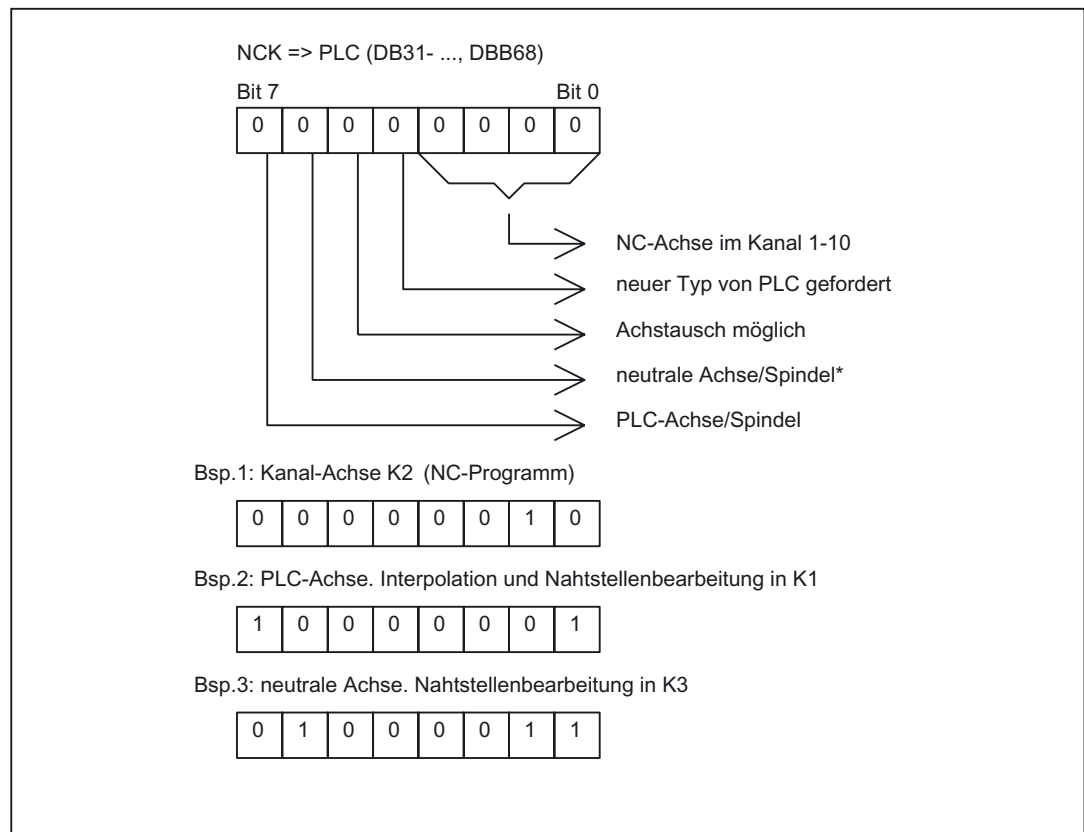 NCK => PLC (DB31- ..., DBB68)
Bit 7 Bit 0
0 0 0 0 0 0 0 0
NC-Achse im Kanal 1-10
neuer Typ von PLC gefordert
Achstausch möglich
neutrale Achse/Spindel*
PLC-Achse/Spindel
Bsp.1: Kanal-Achse K2 (NC-Programm)
0 0 0 0 0 0 1 0
Bsp.2: PLC-Achse. Interpolation und Nahtstellenbearbeitung in K1
1 0 0 0 0 0 0 1
Bsp.3: neutrale Achse. Nahtstellenbearbeitung in K3
0 1 0 0 0 0 1 1